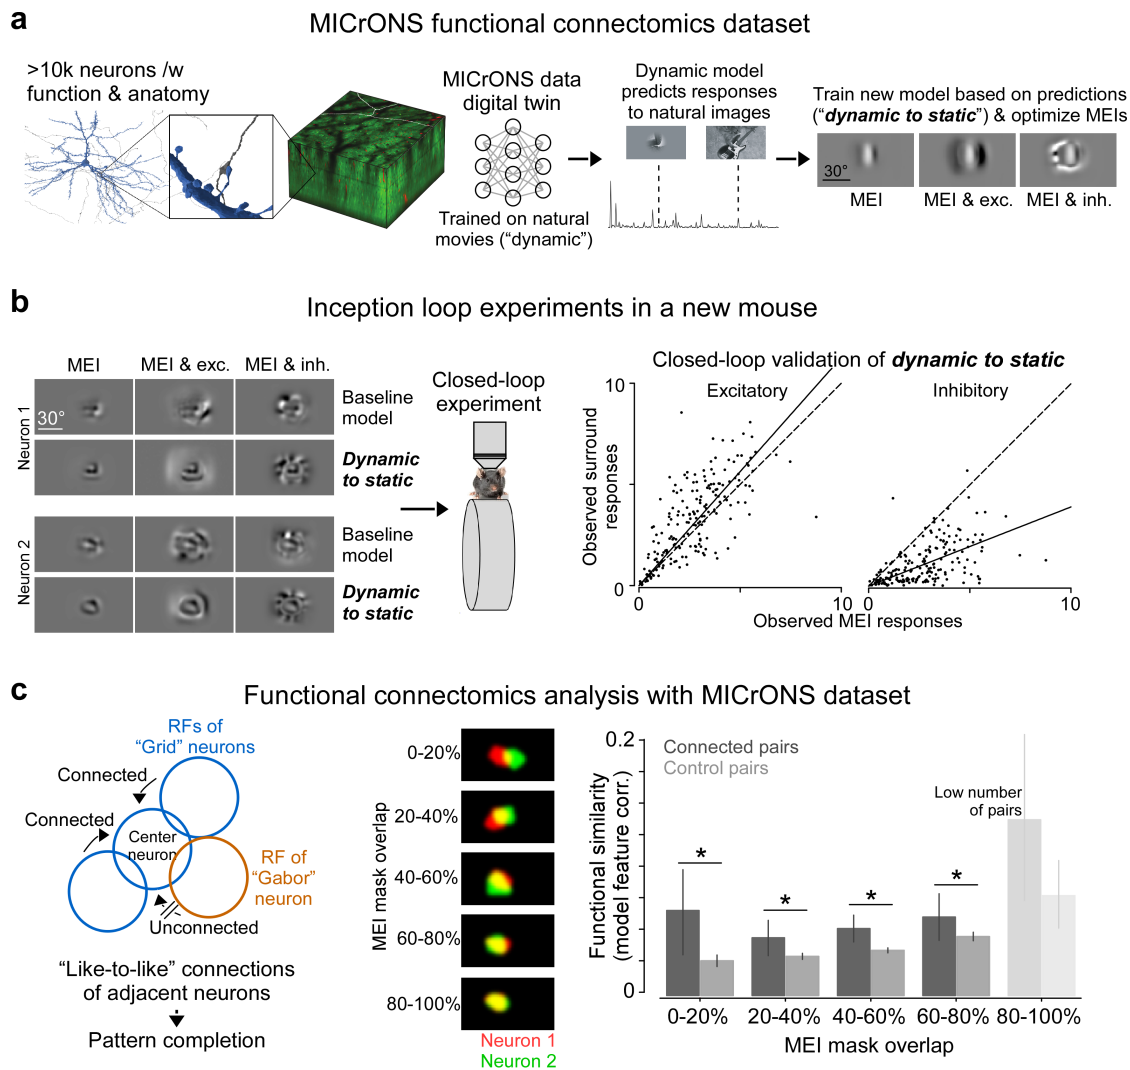 a
MICrONS functional connectomics dataset
>10k neurons /w
function & anatomy
MICrONS data
digital twin
Trained on natural
movies (“dynamic”)
Dynamic model
predicts responses
to natural images
Train new model based on predictions
(“dynamic to static”) & optimize MEIs
30°
MEI
MEI & exc.
MEI & inh.
b
Inception loop experiments in a new mouse
MEI
MEI & exc.
MEI & inh.
Neuron 1
30°
Baseline
model
Dynamic
to static
Neuron 2
Baseline
model
Dynamic
to static
Closed-loop
experiment
Closed-loop validation of dynamic to static
Excitatory
Inhibitory
Observed surround
responses
10
0
0
10
0
10
Observed MEI responses
c
Functional connectomics analysis with MICrONS dataset
RFs of
“Grid” neurons
Connected
Connected
Center
neuron
RF of
“Gabor”
neuron
Unconnected
“Like-to-like” connections
of adjacent neurons
Pattern completion
MEI mask overlap
0-20%
20-40%
40-60%
60-80%
80-100%
Neuron 1
Neuron 2
Functional similarity
(model feature corr.)
0.2
0
Connected pairs
Control pairs
Low number
of pairs
*
*
*
*
0-20%
20-40%
40-60%
60-80%
80-100%
MEI mask overlap